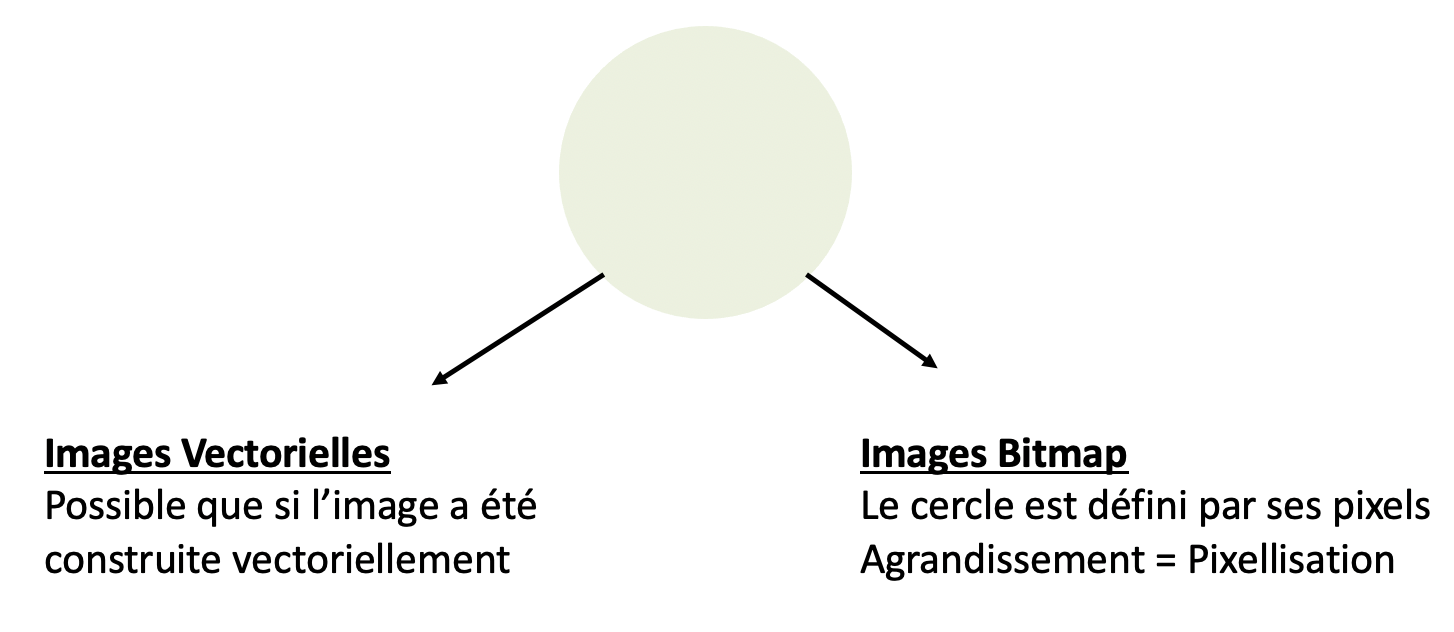 Images Vectorielles
Possible que si l’image a été
construite vectoriellement
Images Bitmap
Le cercle est défini par ses pixels
Agrandissement = Pixellisation